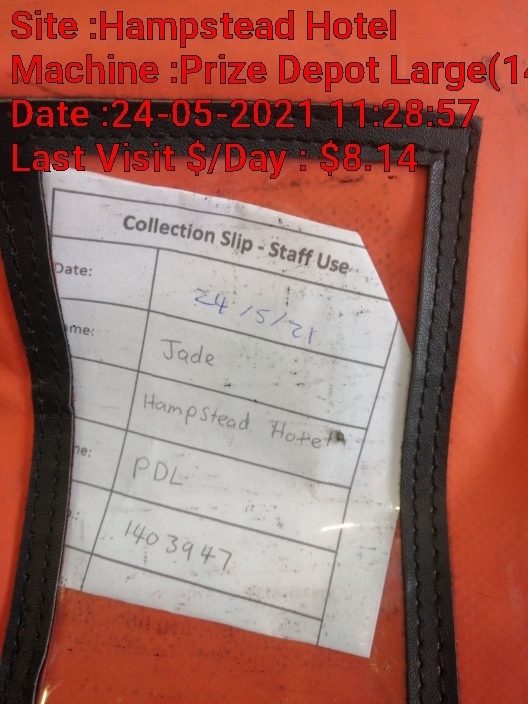 Site :Hampstead Hotel
Machine :Prize Depot Large(14
Date :24-05-2021 11:28:57
Last Visit $/Day : $8.14
Collection Slip - Staff Use
Date: 24/5/21
me: Jade
Hampstead Hotel
ne: PDL
1403947